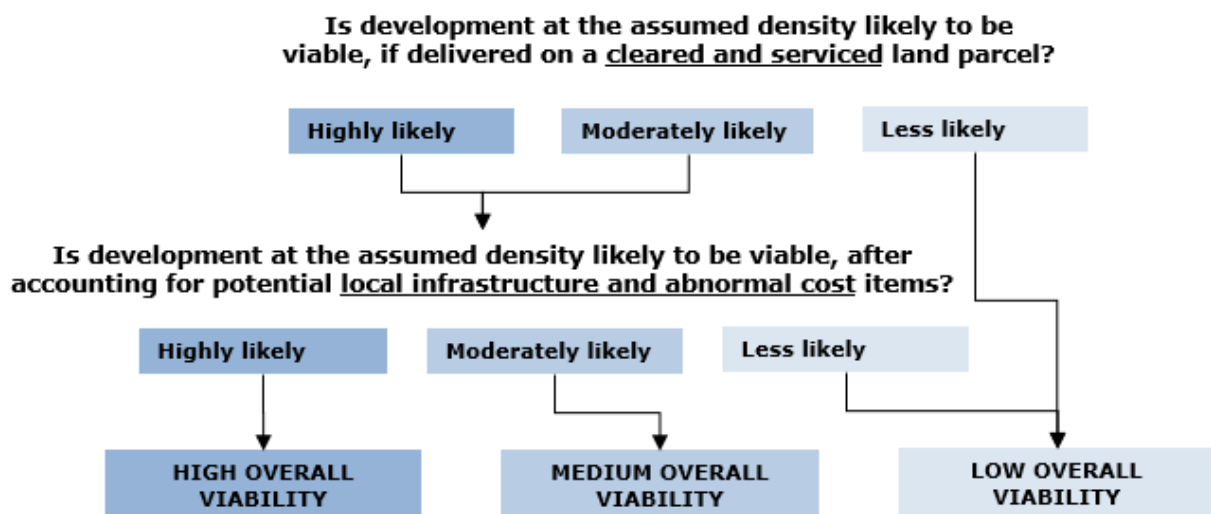 Is development at the assumed density likely to be
viable, if delivered on a cleared and serviced land parcel?
Highly likely
Moderately likely
Less likely
Is development at the assumed density likely to be viable, after
accounting for potential local infrastructure and abnormal cost items?
Highly likely
Moderately likely
Less likely
HIGH OVERALL
VIABILITY
MEDIUM OVERALL
VIABILITY
LOW OVERALL
VIABILITY